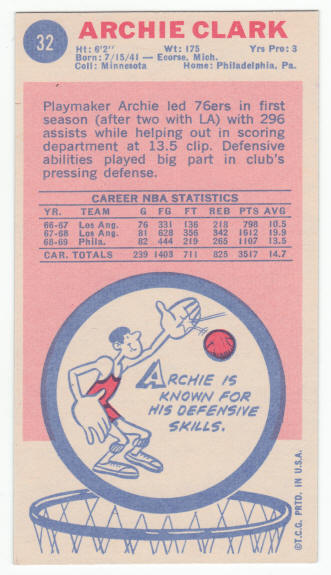 32
ARCHIE CLARK
Ht: 6'2" Wt: 175 Yrs Pro: 3
Born: 7/15/41 — Ecorse, Mich.
Coll: Minnesota Home: Philadelphia, Pa.
Playmaker Archie led 76ers in first
season (after two with LA) with 296
assists while helping out in scoring
department at 13.5 clip. Defensive
abilities played big part in club's
pressing defense.
CAREER NBA STATISTICS
YR. TEAM G FG FT REB PTS AVG
66-67 Los Ang. 76 331 136 218 798 10.5
67-68 Los Ang. 81 628 356 342 1612 19.9
68-69 Phila. 82 444 219 265 1107 13.5
CAR. TOTALS 239 1403 711 825 3517 14.7
ARCHIE IS
KNOWN FOR
HIS DEFENSIVE
SKILLS.
©T.C.G. PRTD. IN U.S.A.